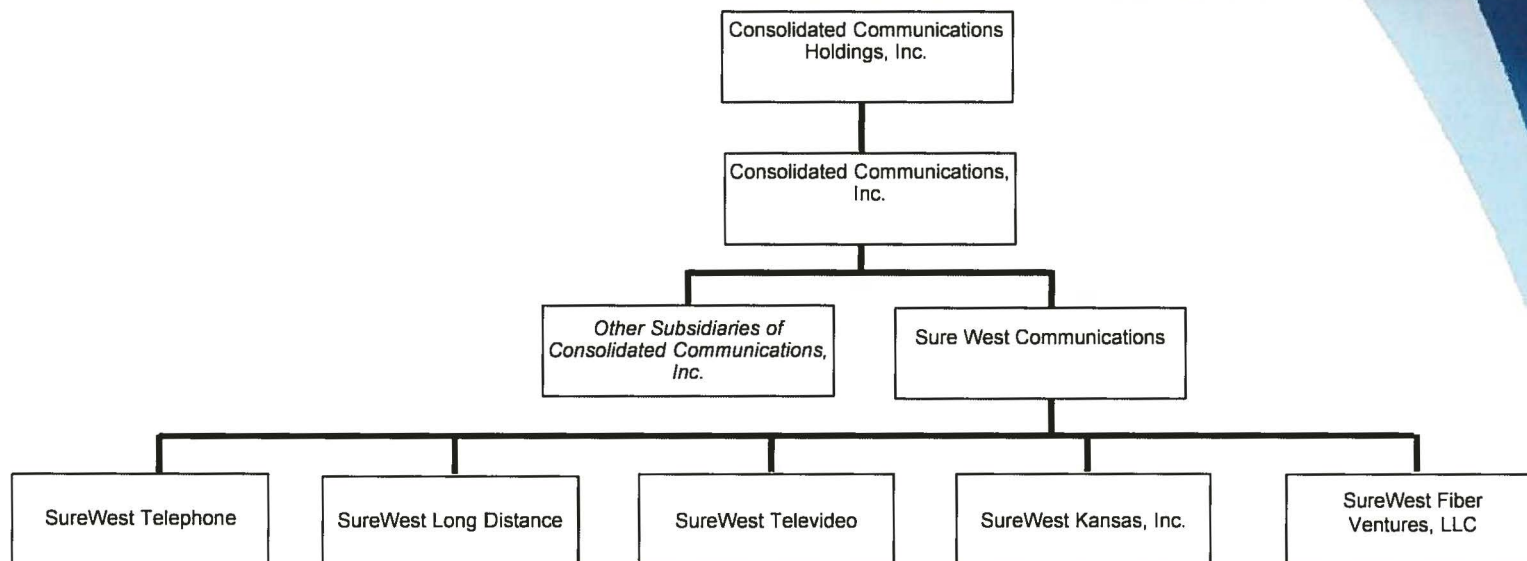 Consolidated Communications
Holdings, Inc.
Consolidated Communications,
Inc.
Other Subsidiaries of
Consolidated Communications,
Inc.
Sure West Communications
SureWest Telephone
SureWest Long Distance
SureWest Televideo
SureWest Kansas, Inc.
SureWest Fiber
Ventures, LLC